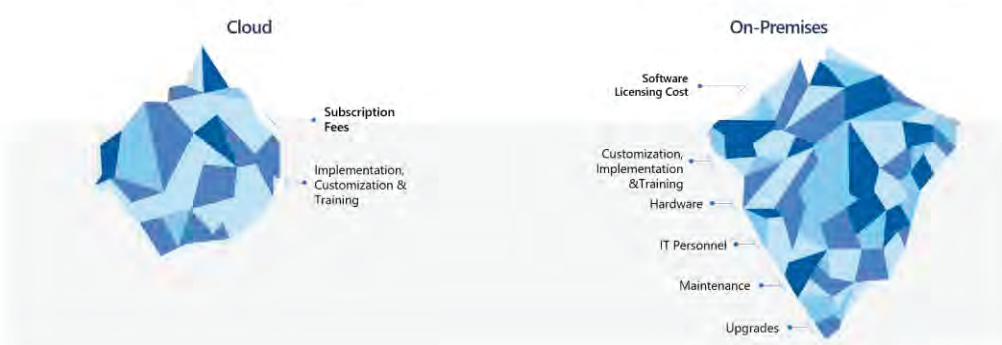 Cloud
Subscription
Fees
Implementation,
Customization &
Training
On-Premises
Software
Licensing Cost
Customization,
Implementation
&Training
Hardware
IT Personnel
Maintenance
Upgrades